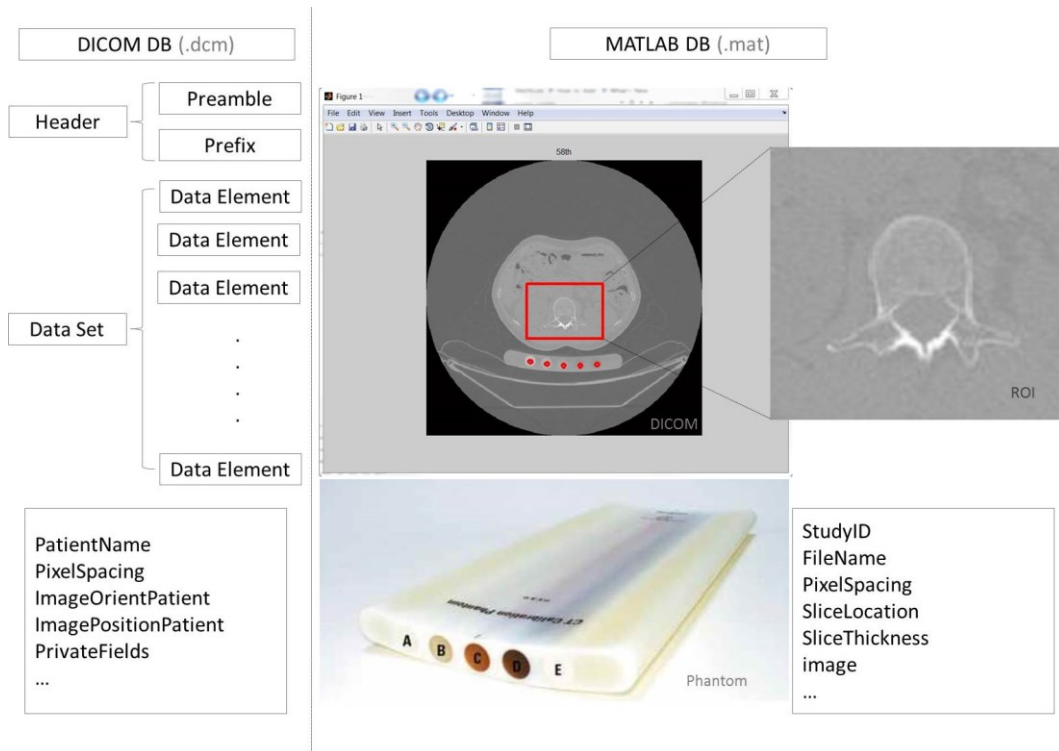 DICOM DB (.dcm)
Header
Preamble
Prefix
Data Set
Data Element
Data Element
Data Element
.
.
.
.
Data Element
PatientName
PixelSpacing
ImageOrientPatient
ImagePositionPatient
PrivateFields
...
MATLAB DB (.mat)
Figure 1
File Edit View Insert Tools Desktop Window Help
58th
DICOM
ROI
CT Calibration Phantom
A B C D E
Phantom
StudyID
FileName
PixelSpacing
SliceLocation
SliceThickness
image
...